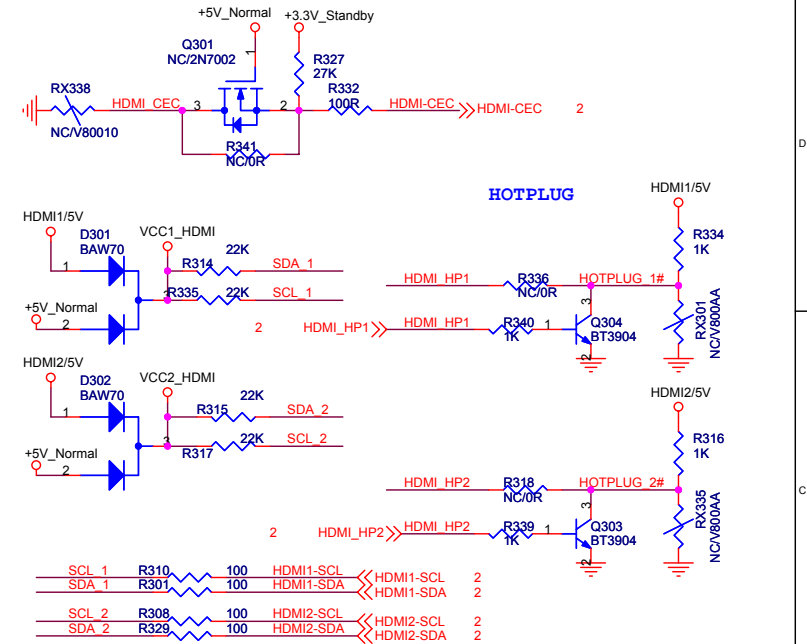 +5V_Normal
+3.3V_Standby
Q301
NC/2N7002
1
R327
27K
RX338
HDMI_CEC
3
2
R332
100R
HDMI-CEC
HDMI-CEC
2
NC/V80010
R341
NC/0R
D
HOTPLUG
HDMI1/5V
HDMI1/5V
D301
BAW70
VCC1_HDMI
R334
1K
1
R314
22K
SDA_1
3
R335
22K
SCL_1
HDMI_HP1
R336
NC/0R
HOTPLUG_1#
3
RX301
NC/V800AA
+5V_Normal
2
2
HDMI_HP1
HDMI_HP1
R340
1K
1
Q304
BT3904
2
HDMI2/5V
D302
BAW70
VCC2_HDMI
HDMI2/5V
1
R315
22K
SDA_2
3
R317
22K
SCL_2
R316
1K
+5V_Normal
2
HDMI_HP2
R318
NC/0R
HOTPLUG_2#
C
3
RX335
NC/V800AA
2
HDMI_HP2
HDMI_HP2
R339
1K
1
Q303
BT3904
2
SCL_1
R310
100
HDMI1-SCL
HDMI1-SCL
2
SDA_1
R301
100
HDMI1-SDA
HDMI1-SDA
2
SCL_2
R308
100
HDMI2-SCL
HDMI2-SCL
2
SDA_2
R329
100
HDMI2-SDA
HDMI2-SDA
2